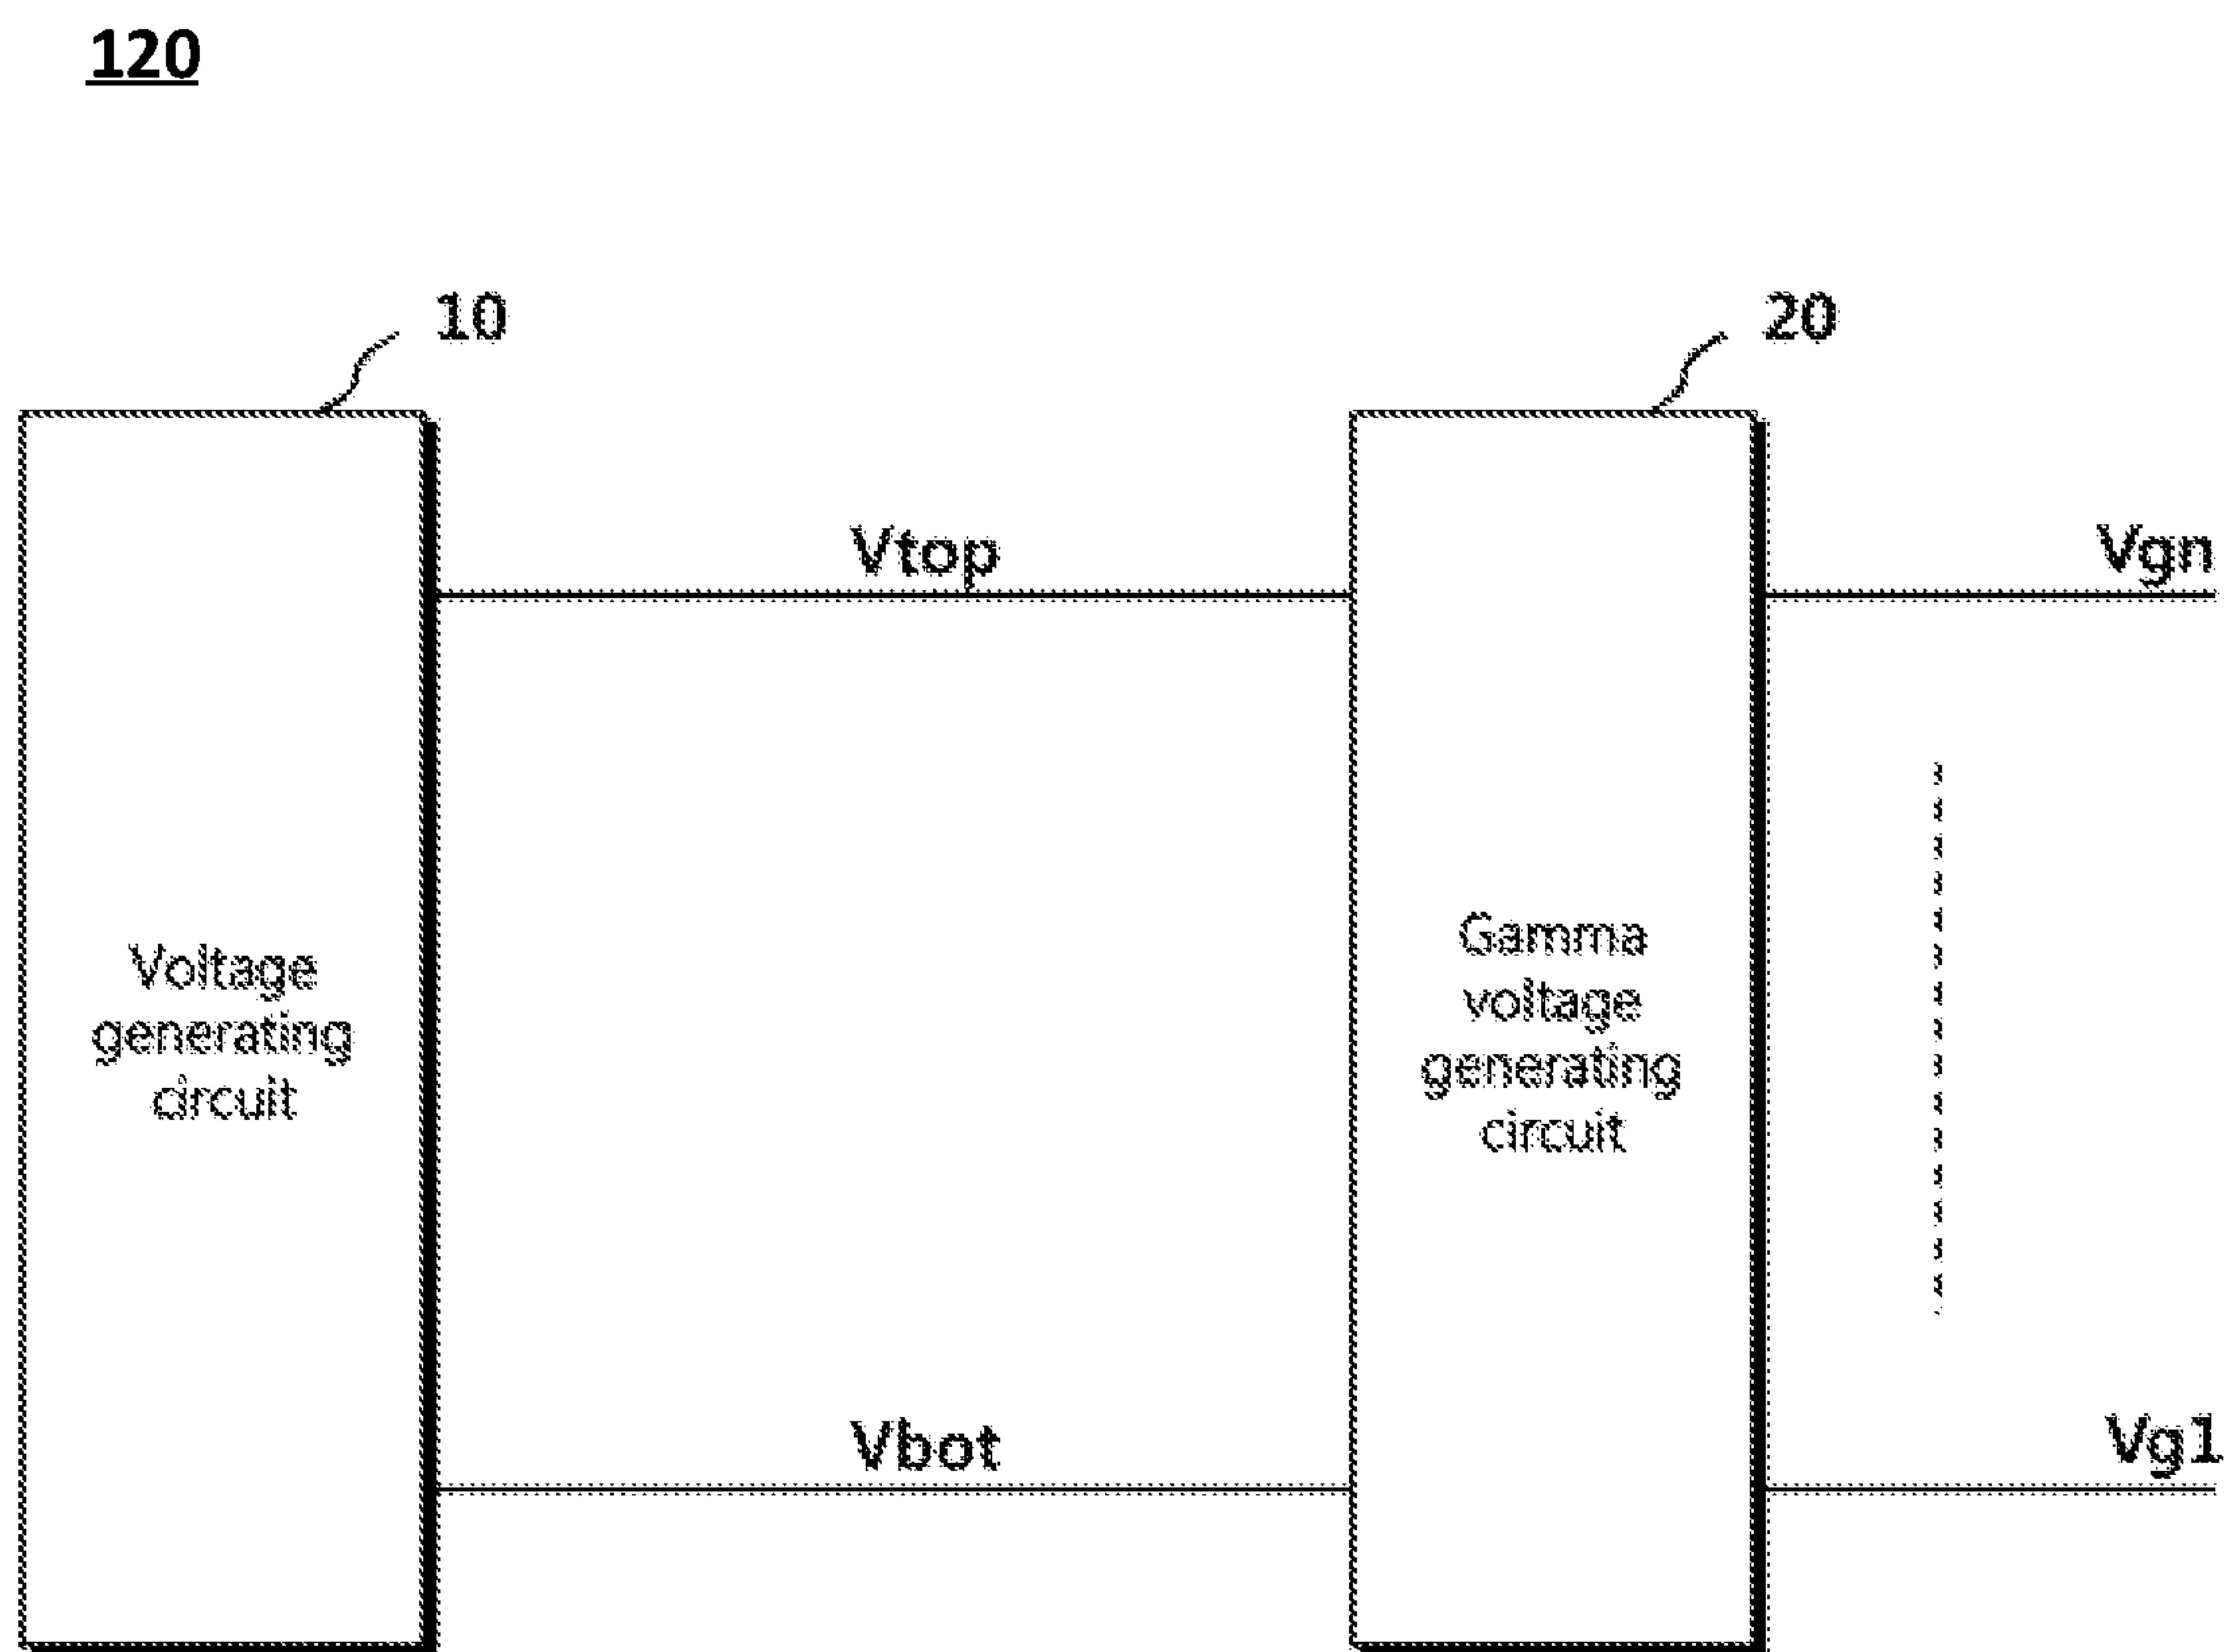 120
10
20
Vtop
Vgn
Voltage
generating
circuit
Gamma
voltage
generating
circuit
Vbot
Vg1